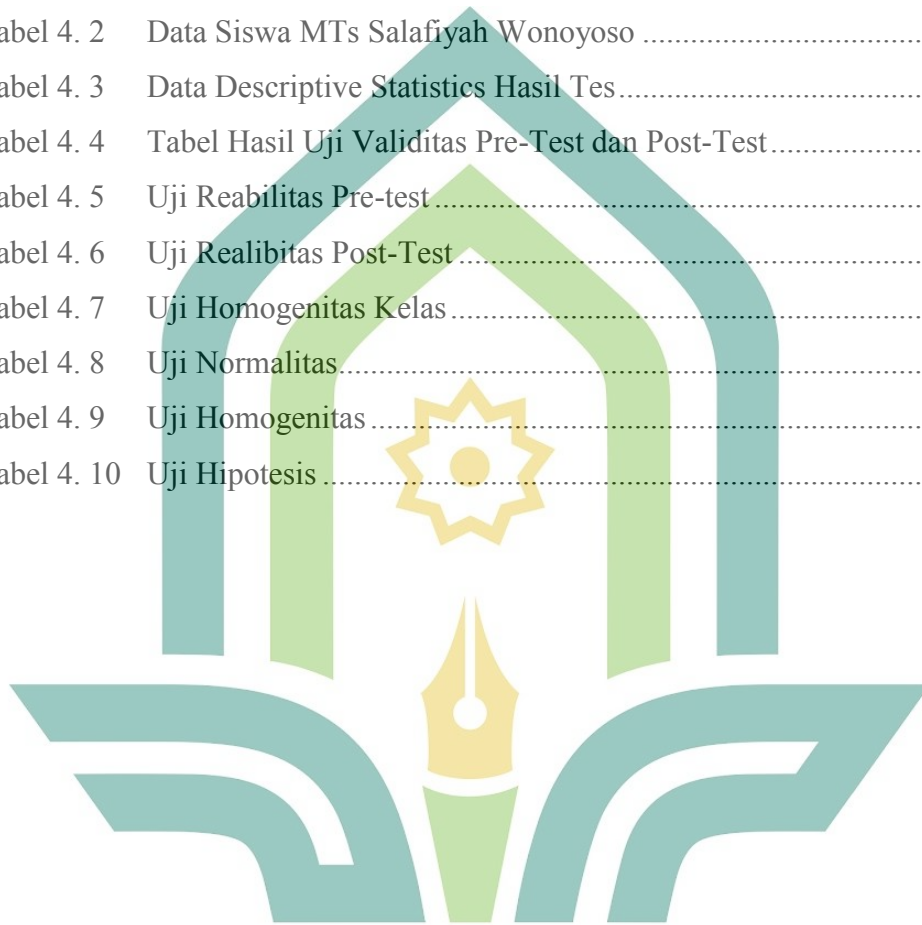 abel 4. 2 Data Siswa MTs Salafiyah Wonoyoso ....................................
abel 4. 3 Data Descriptive Statistics Hasil Tes.......................................
abel 4. 4 Tabel Hasil Uji Validitas Pre-Test dan Post-Test...................
abel 4. 5 Uji Reabilitas Pre-test................................................................
abel 4. 6 Uji Realibitas Post-Test .............................................................
abel 4. 7 Uji Homogenitas Kelas..............................................................
abel 4. 8 Uji Normalitas............................................................................
abel 4. 9 Uji Homogenitas ........................................................................
abel 4. 10 Uji Hipotesis ..............................................................................